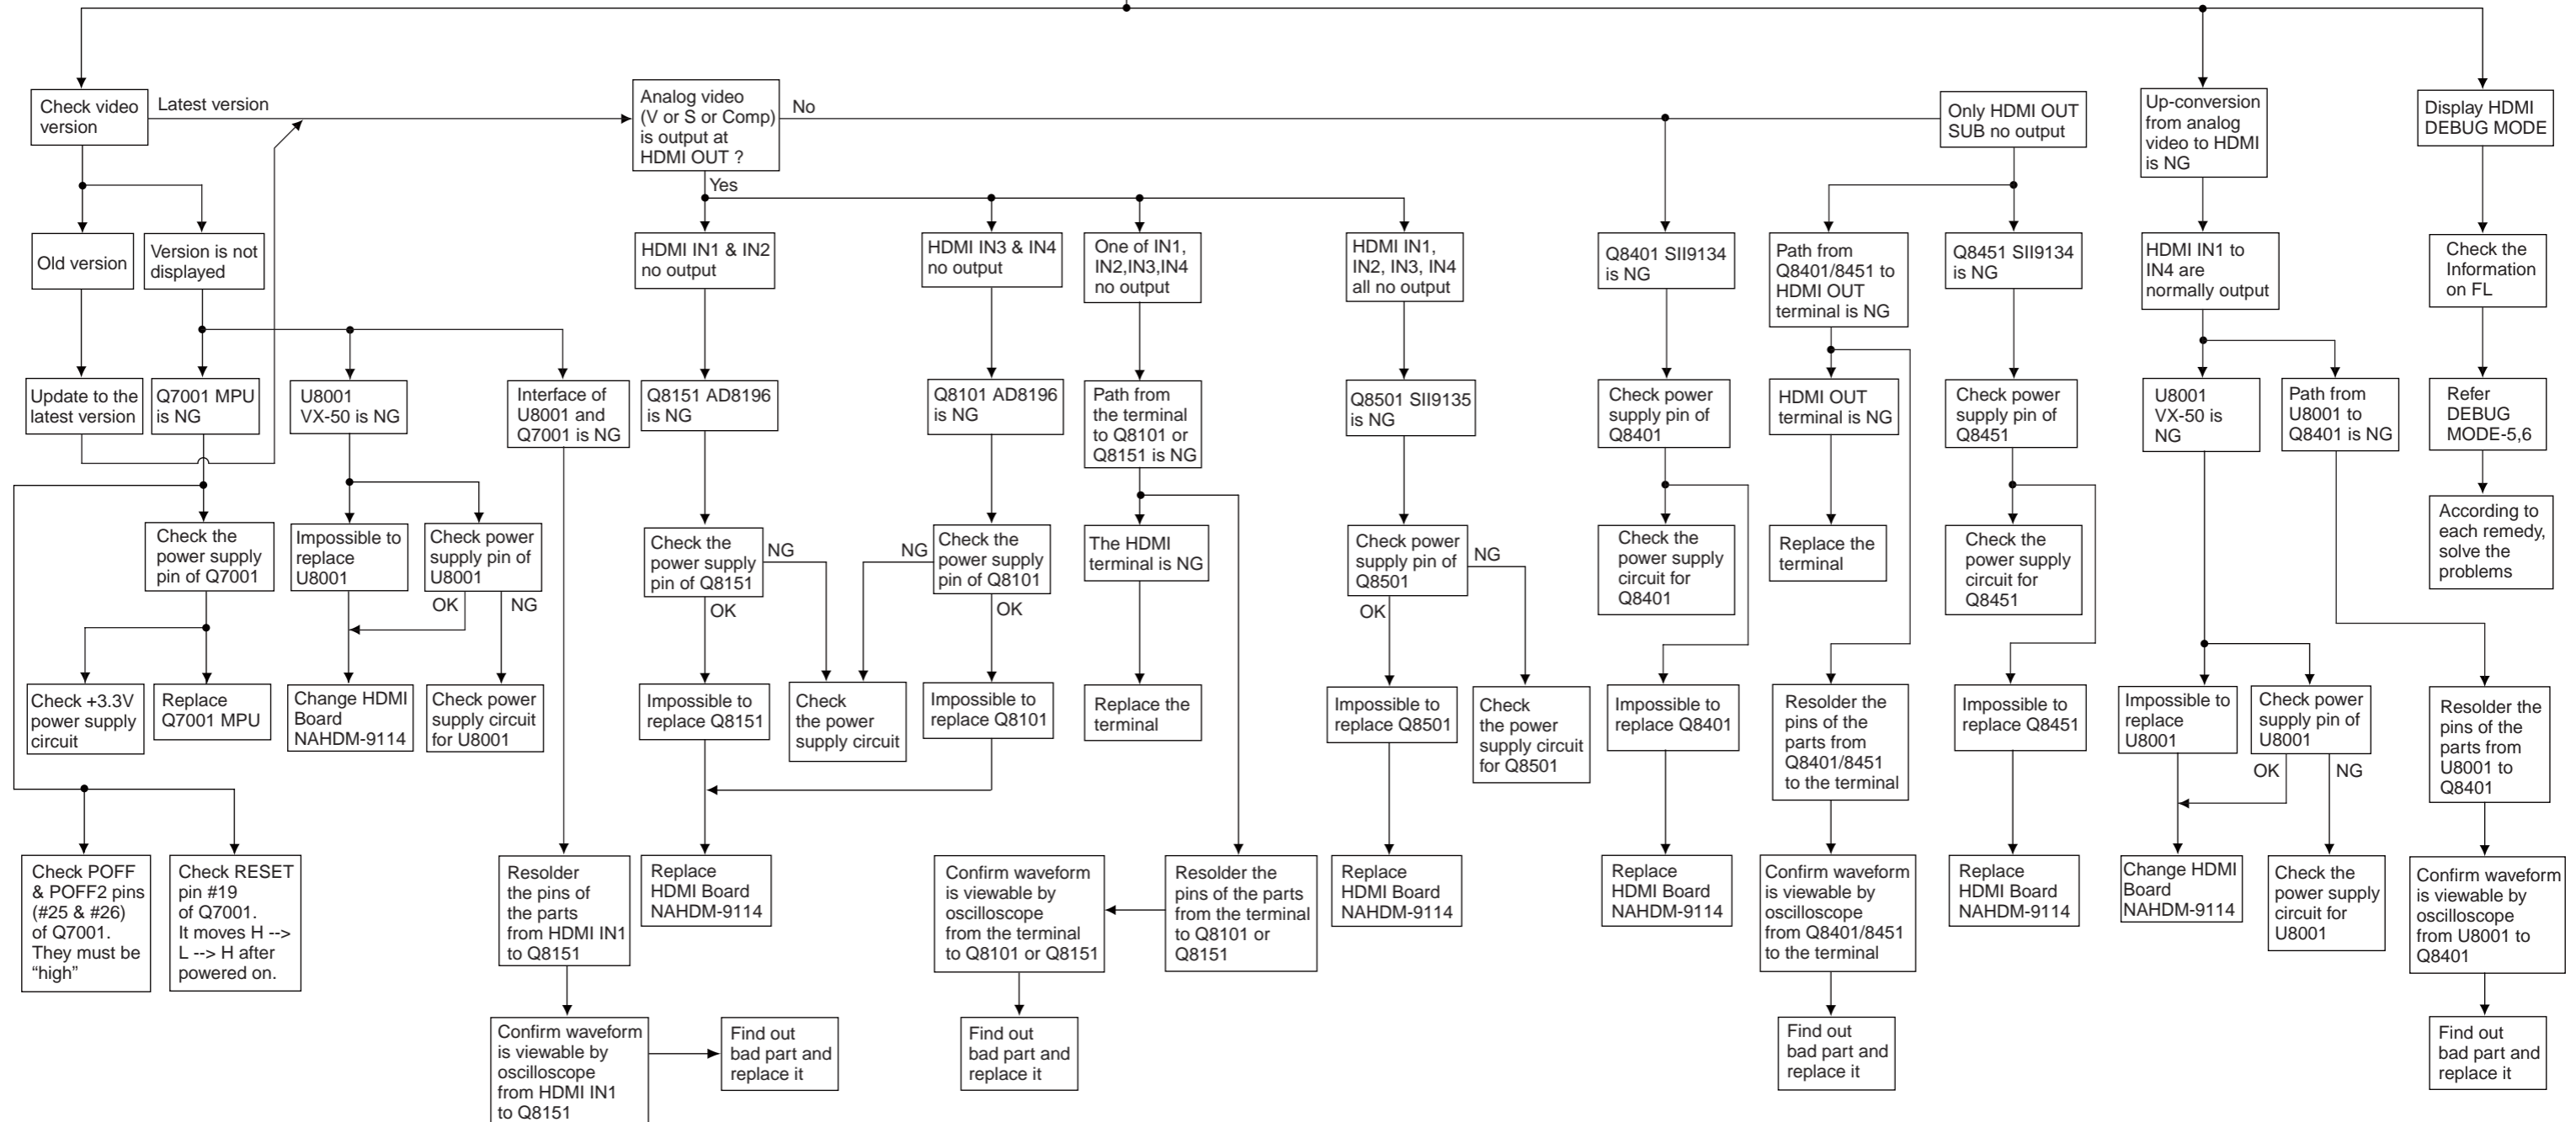 Check video
version
Latest version
Analog video
(V or S or Comp)
is output at
HDMI OUT ?
No
Only HDMI OUT
SUB no output
Up-conversion
from analog
video to HDMI
is NG
Display HDMI
DEBUG MODE
Yes
Old version
Version is not
displayed
HDMI IN1 & IN2
no output
HDMI IN3 & IN4
no output
One of IN1,
IN2,IN3,IN4
no output
HDMI IN1,
IN2, IN3, IN4
all no output
Q8401 SII9134
is NG
Path from
Q8401/8451 to
HDMI OUT
terminal is NG
Q8451 SII9134
is NG
HDMI IN1 to
IN4 are
normally output
Check the
Information
on FL
Update to the
latest version
Q7001 MPU
is NG
U8001
VX-50 is NG
Interface of
U8001 and
Q7001 is NG
Q8151 AD8196
is NG
Q8101 AD8196
is NG
Path from
the terminal
to Q8101 or
Q8151 is NG
Q8501 SII9135
is NG
Check power
supply pin of
Q8401
HDMI OUT
terminal is NG
Check power
supply pin of
Q8451
U8001
VX-50 is
NG
Path from
U8001 to
Q8401 is NG
Refer
DEBUG
MODE-5,6
Check the
power supply
pin of Q7001
Impossible to
replace
U8001
Check power
supply pin of
U8001
OK
NG
Check the
power supply
pin of Q8151
NG
OK
NG
Check the
power supply
pin of Q8101
OK
The HDMI
terminal is NG
Check power
supply pin of
Q8501
NG
OK
Check the
power supply
circuit for
Q8401
Replace the
terminal
Check the
power supply
circuit for
Q8451
According to
each remedy,
solve the
problems
Check +3.3V
power supply
circuit
Replace
Q7001 MPU
Change HDMI
Board
NAHDM-9114
Check power
supply circuit
for U8001
Impossible to
replace Q8151
Check
the power
supply circuit
Impossible to
replace Q8101
Replace the
terminal
Impossible to
replace Q8501
Check
the power
supply circuit
for Q8501
Impossible to
replace Q8401
Resolder the
pins of the
parts from
Q8401/8451
to the terminal
Impossible to
replace Q8451
Impossible to
replace
U8001
Check power
supply pin of
U8001
OK
NG
Resolder the
pins of the
parts from
U8001 to
Q8401
Check POFF
& POFF2 pins
(#25 & #26)
of Q7001.
They must be
“high”
Check RESET
pin #19
of Q7001.
It moves H -->
L --> H after
powered on.
Resolder
the pins of
the parts
from HDMI IN1
to Q8151
Replace
HDMI Board
NAHDM-9114
Confirm waveform
is viewable by
oscilloscope
from the terminal
to Q8101 or Q8151
Resolder the
pins of the parts
from the terminal
to Q8101 or
Q8151
Replace
HDMI Board
NAHDM-9114
Replace
HDMI Board
NAHDM-9114
Confirm waveform
is viewable by
oscilloscope
from Q8401/8451
to the terminal
Replace
HDMI Board
NAHDM-9114
Change HDMI
Board
NAHDM-9114
Check the
power supply
circuit for
U8001
Confirm waveform
is viewable by
oscilloscope
from U8001 to
Q8401
Confirm waveform
is viewable by
oscilloscope
from HDMI IN1
to Q8151
Find out
bad part and
replace it
Find out
bad part and
replace it
Find out
bad part and
replace it
Find out
bad part and
replace it